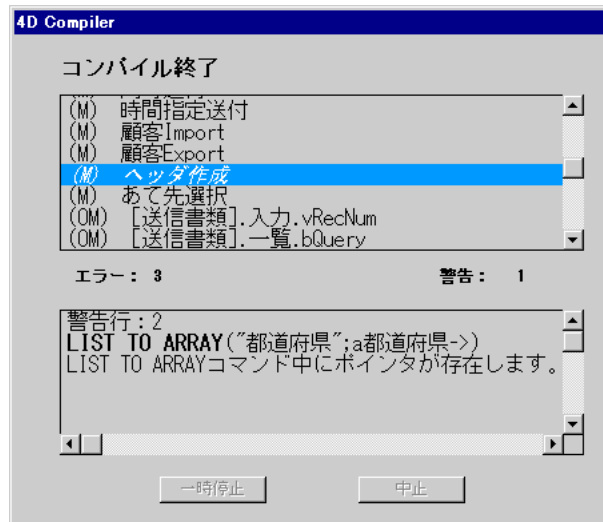 4D Compiler
コンパイル終了
(M) 時間指定送付
(M) 顧客Import
(M) 顧客Export
(M) ヘッダ作成
(M) あて先選択
(OM) [送信書類].入力.vRecNum
(OM) [送信書類].一覧.bQuery
エラー： 3 警告： 1
警告行：2
LIST TO ARRAY("都道府県";a都道府県->)
LIST TO ARRAYコマンド中にポインタが存在します。
一時停止 中止